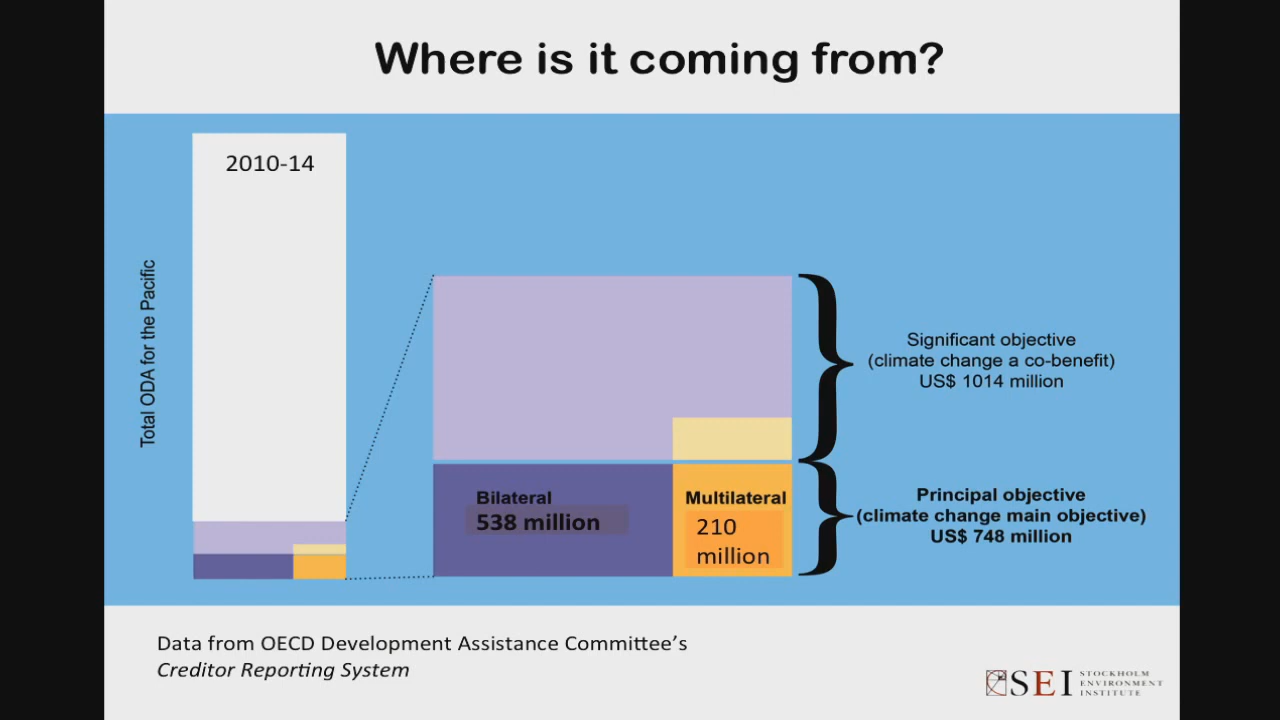 Where is it coming from?
2010-14
Total ODA for the Pacific
Significant objective
(climate change a co-benefit)
US$ 1014 million
Bilateral
538 million
Multilateral
210
million
Principal objective
(climate change main objective)
US$ 748 million
Data from OECD Development Assistance Committee’s
Creditor Reporting System
SEI
STOCKHOLM
ENVIRONMENT
INSTITUTE